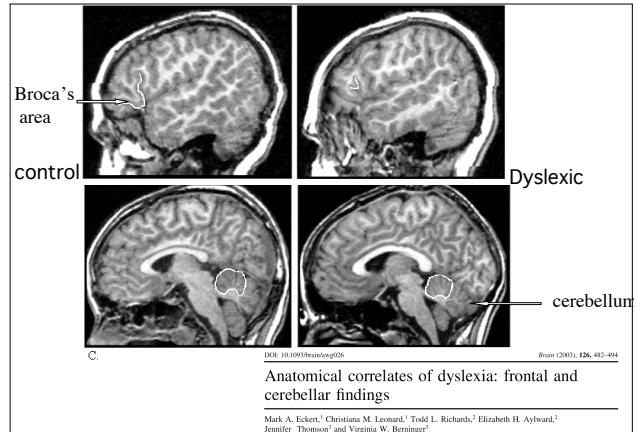 Broca's
area
control
Dyslexic
cerebellum
C.
DOI: 10.1093/brain/awg026
Brain (2003), 126, 482–494
Anatomical correlates of dyslexia: frontal and
cerebellar findings
Mark A. Eckert,1 Christiana M. Leonard,1 Todd L. Richards,2 Elizabeth H. Aylward,2
Jennifer Thomson3 and Virginia W. Berninger3